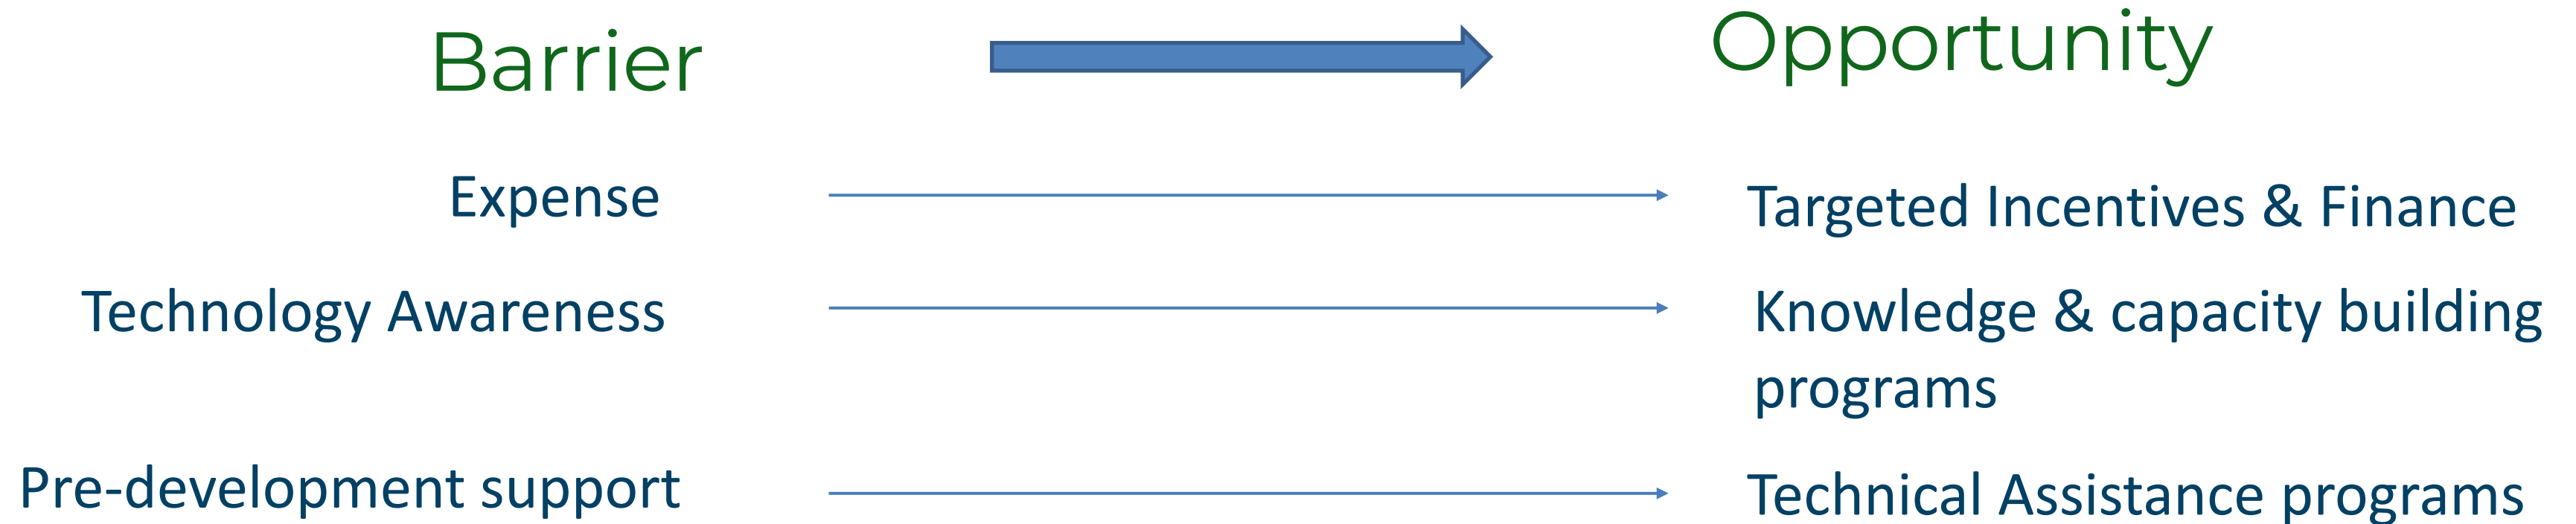 Barrier
Opportunity
Expense
Targeted Incentives & Finance
Technology Awareness
Knowledge & capacity building
programs
Pre-development support
Technical Assistance programs